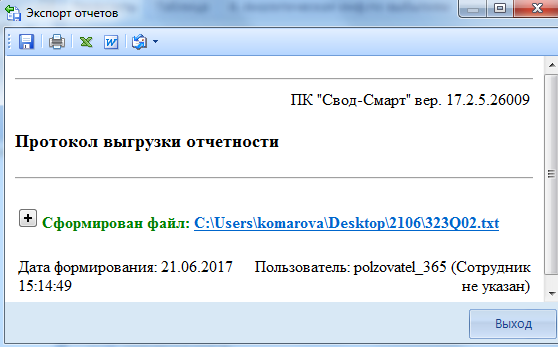 Экспорт отчетов
ПК "Свод-Смарт" вер. 17.2.5.26009
Протокол выгрузки отчетности
Сформирован файл: C:\Users\komarova\Desktop\2106\323Q02.txt
Дата формирования: 21.06.2017
15:14:49
Пользователь: polzovatel_365 (Сотрудник
не указан)
Выход